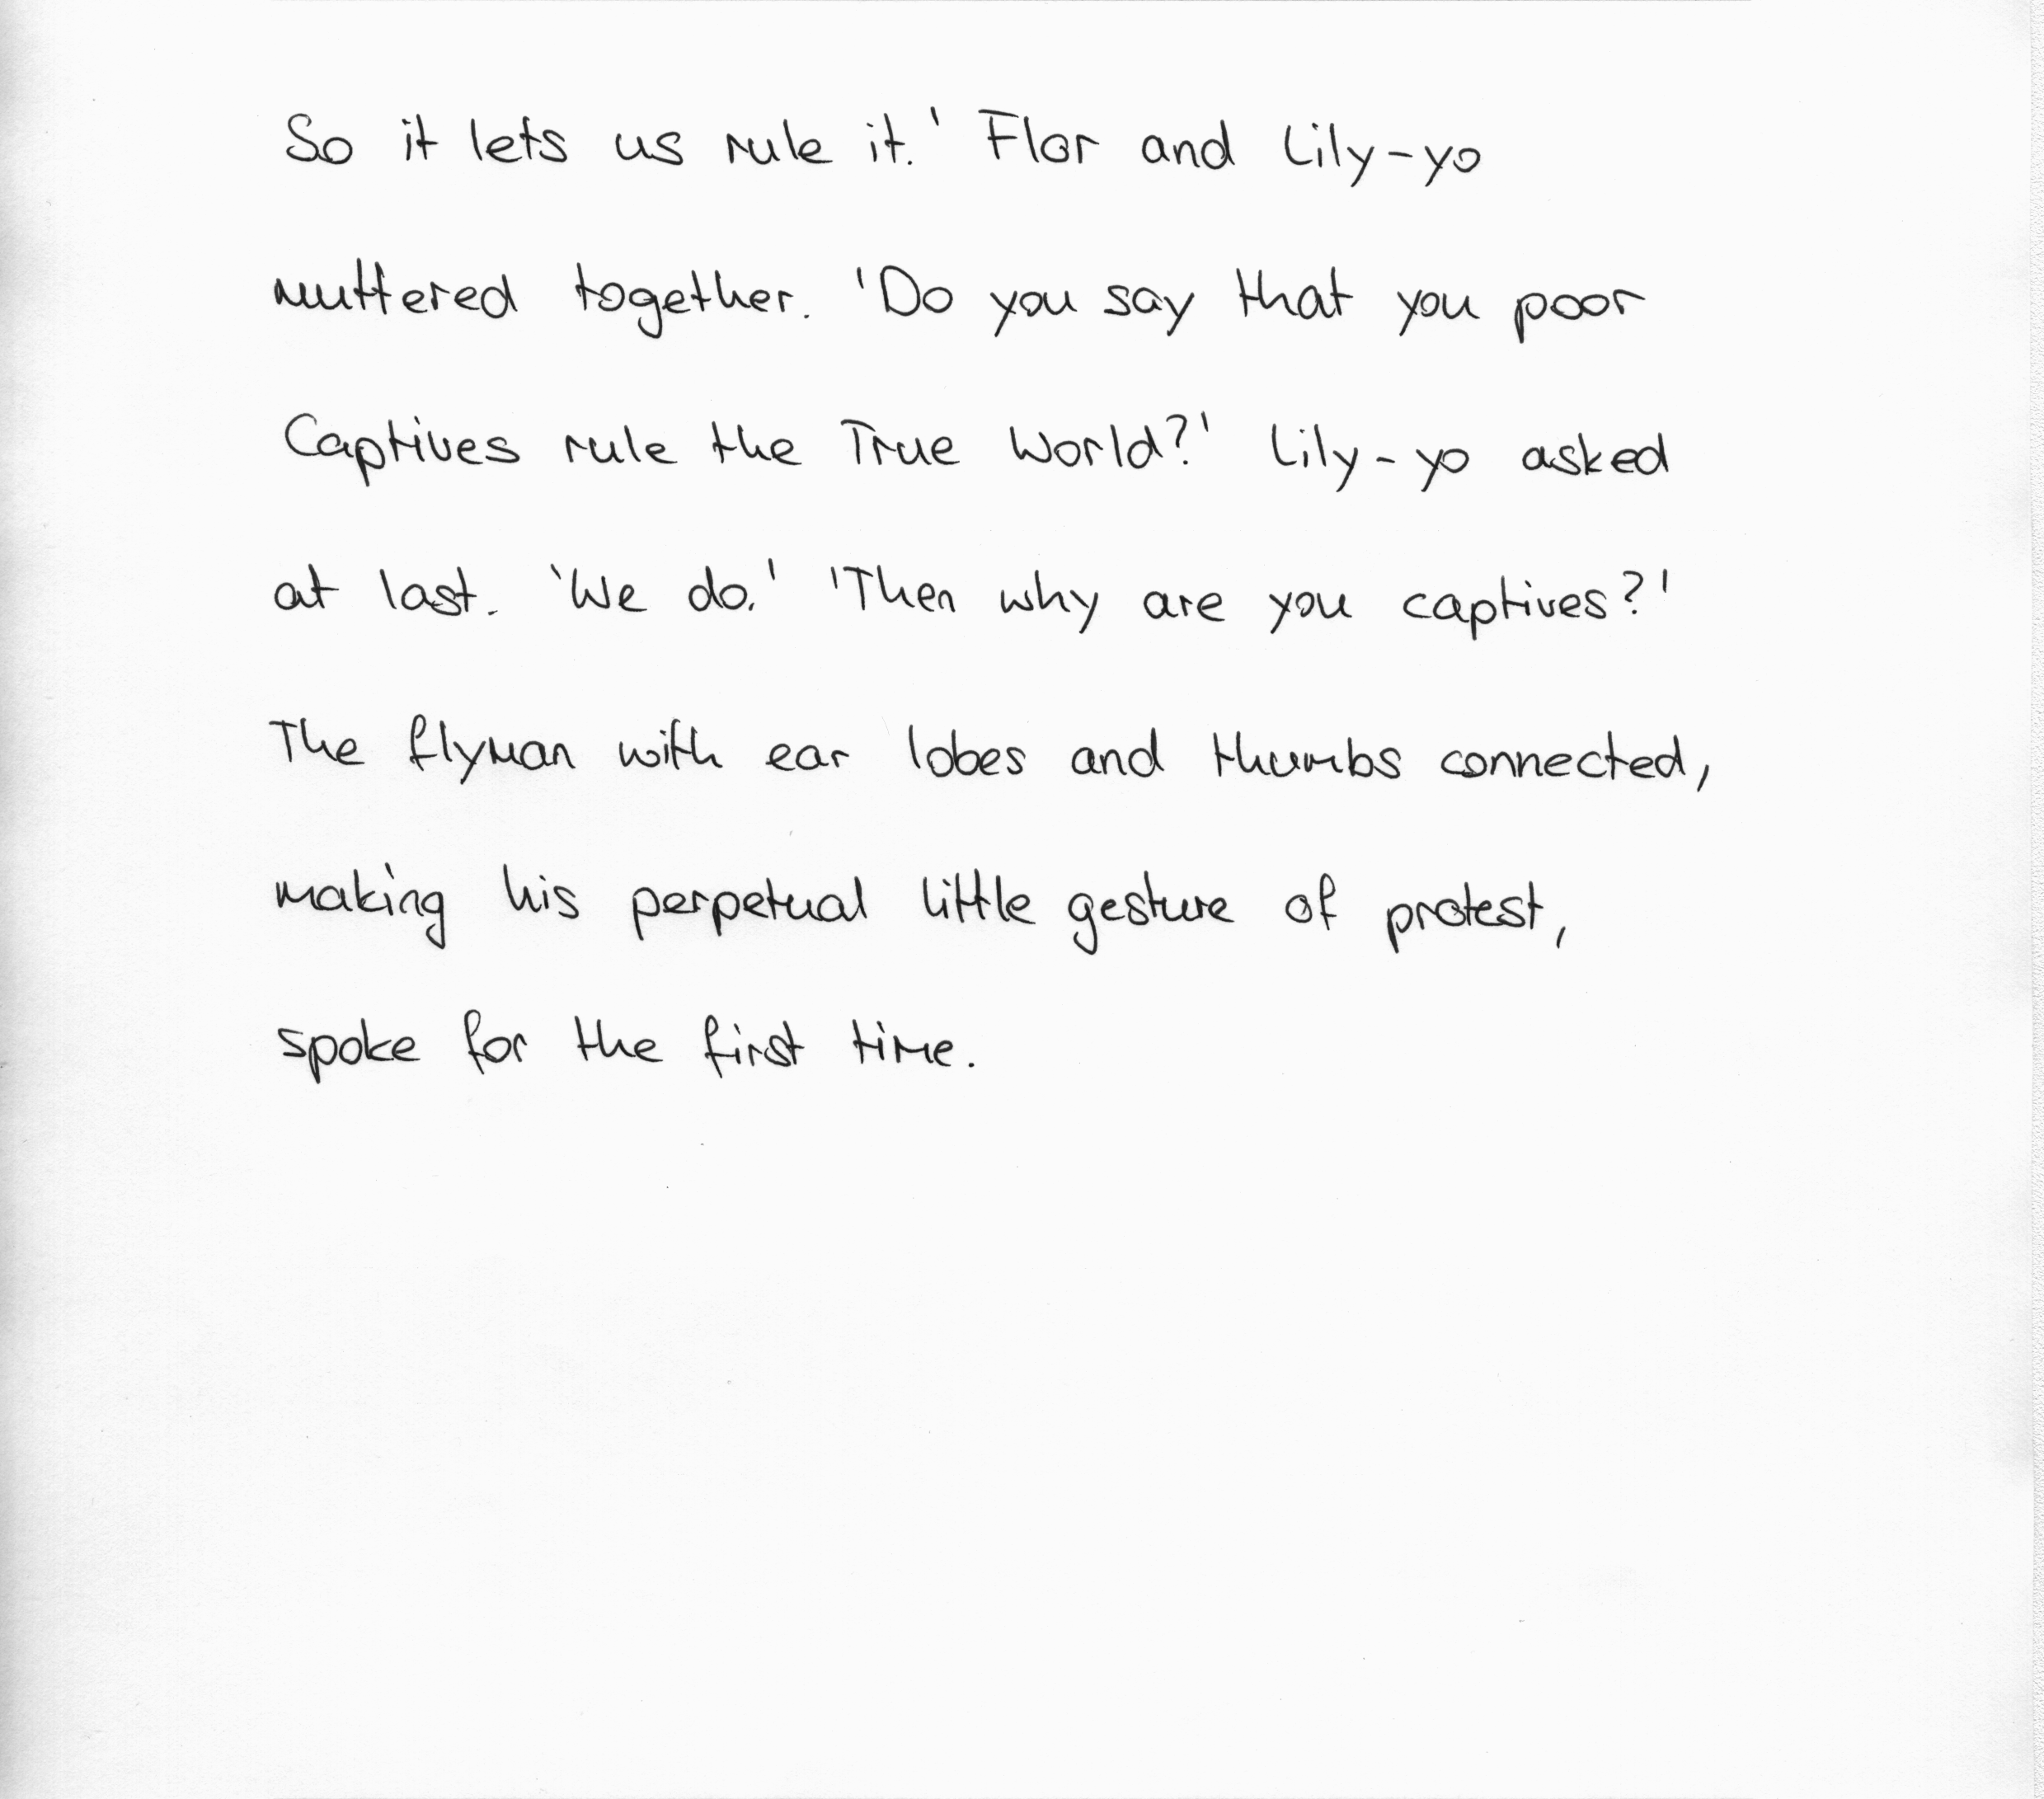 So it lets us rule it.' Flor and Lily-yo
muttered together. 'Do you say that you poor
Captives rule the True World?' Lily-yo asked
at last. 'We do.' 'Then why are you captives?'
The flyman with ear lobes and thumbs connected,
making his perpetual little gesture of protest,
spoke for the first time.